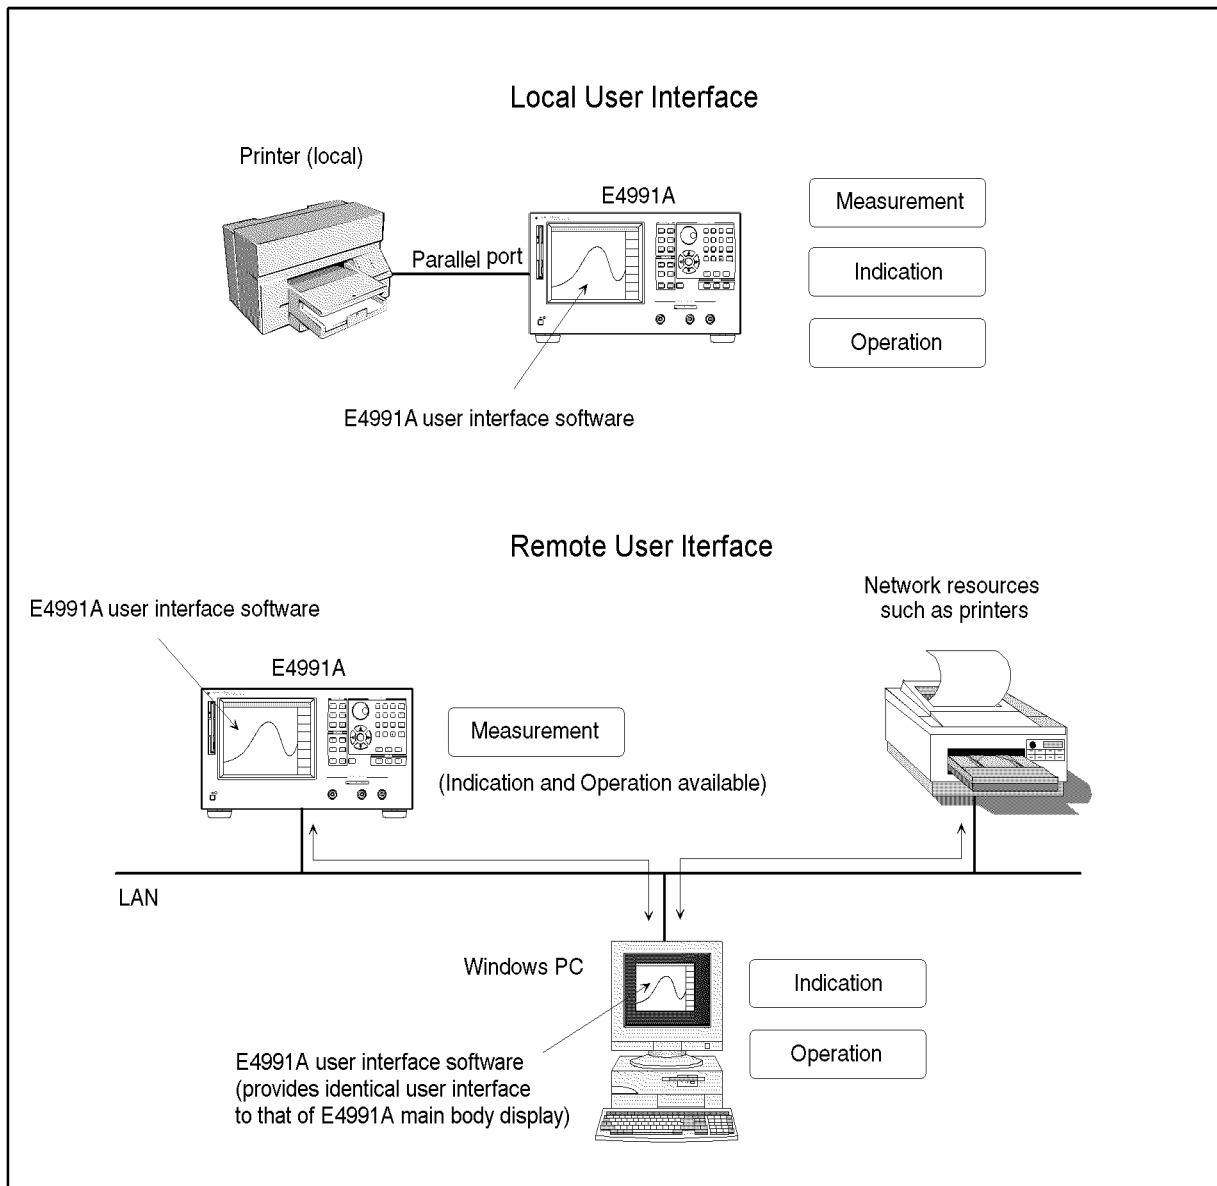 Local User Interface
Printer (local)
E4991A
Parallel port
Measurement
Indication
Operation
E4991A user interface software
Remote User Iterface
E4991A user interface software
E4991A
Measurement
(Indication and Operation available)
Network resources
such as printers
LAN
Windows PC
Indication
Operation
E4991A user interface software
(provides identical user interface
to that of E4991A main body display)